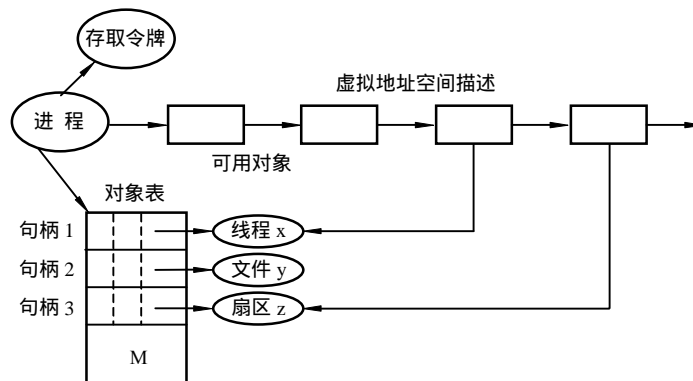 存取令牌
虚拟地址空间描述
进 程
可用对象
对象表
句柄 1
线程 x
句柄 2
文件 y
句柄 3
扇区 z
M